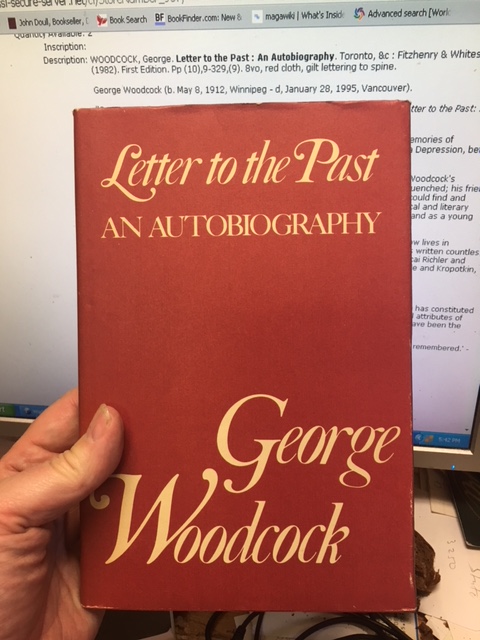 John Doull, Bookseller,
Book Search
BookFinder.com: New &
magawiki | What's Insid
Advanced search [Worl
Quantity Available: 2
Inscription:
Description: WOODCOCK, George. Letter to the Past : An Autobiography. Toronto, &c : Fitzhenry & Whites
(1982). First Edition. Pp (10),9-329,(9). 8vo, red cloth, gilt lettering to spine.
George Woodcock (b. May 8, 1912, Winnipeg - d, January 28, 1995, Vancouver).
tter to the Past:
emories of
Depression, be
Woodcock's
uenched; his frie
could find and
cal and literary
and as a young
ow lives in
written countles
cai Richler and
e and Kropotkin,
has constituted
attributes of
ave been the
remembered.' -
Letter to the Past
AN AUTOBIOGRAPHY
George
Woodcock